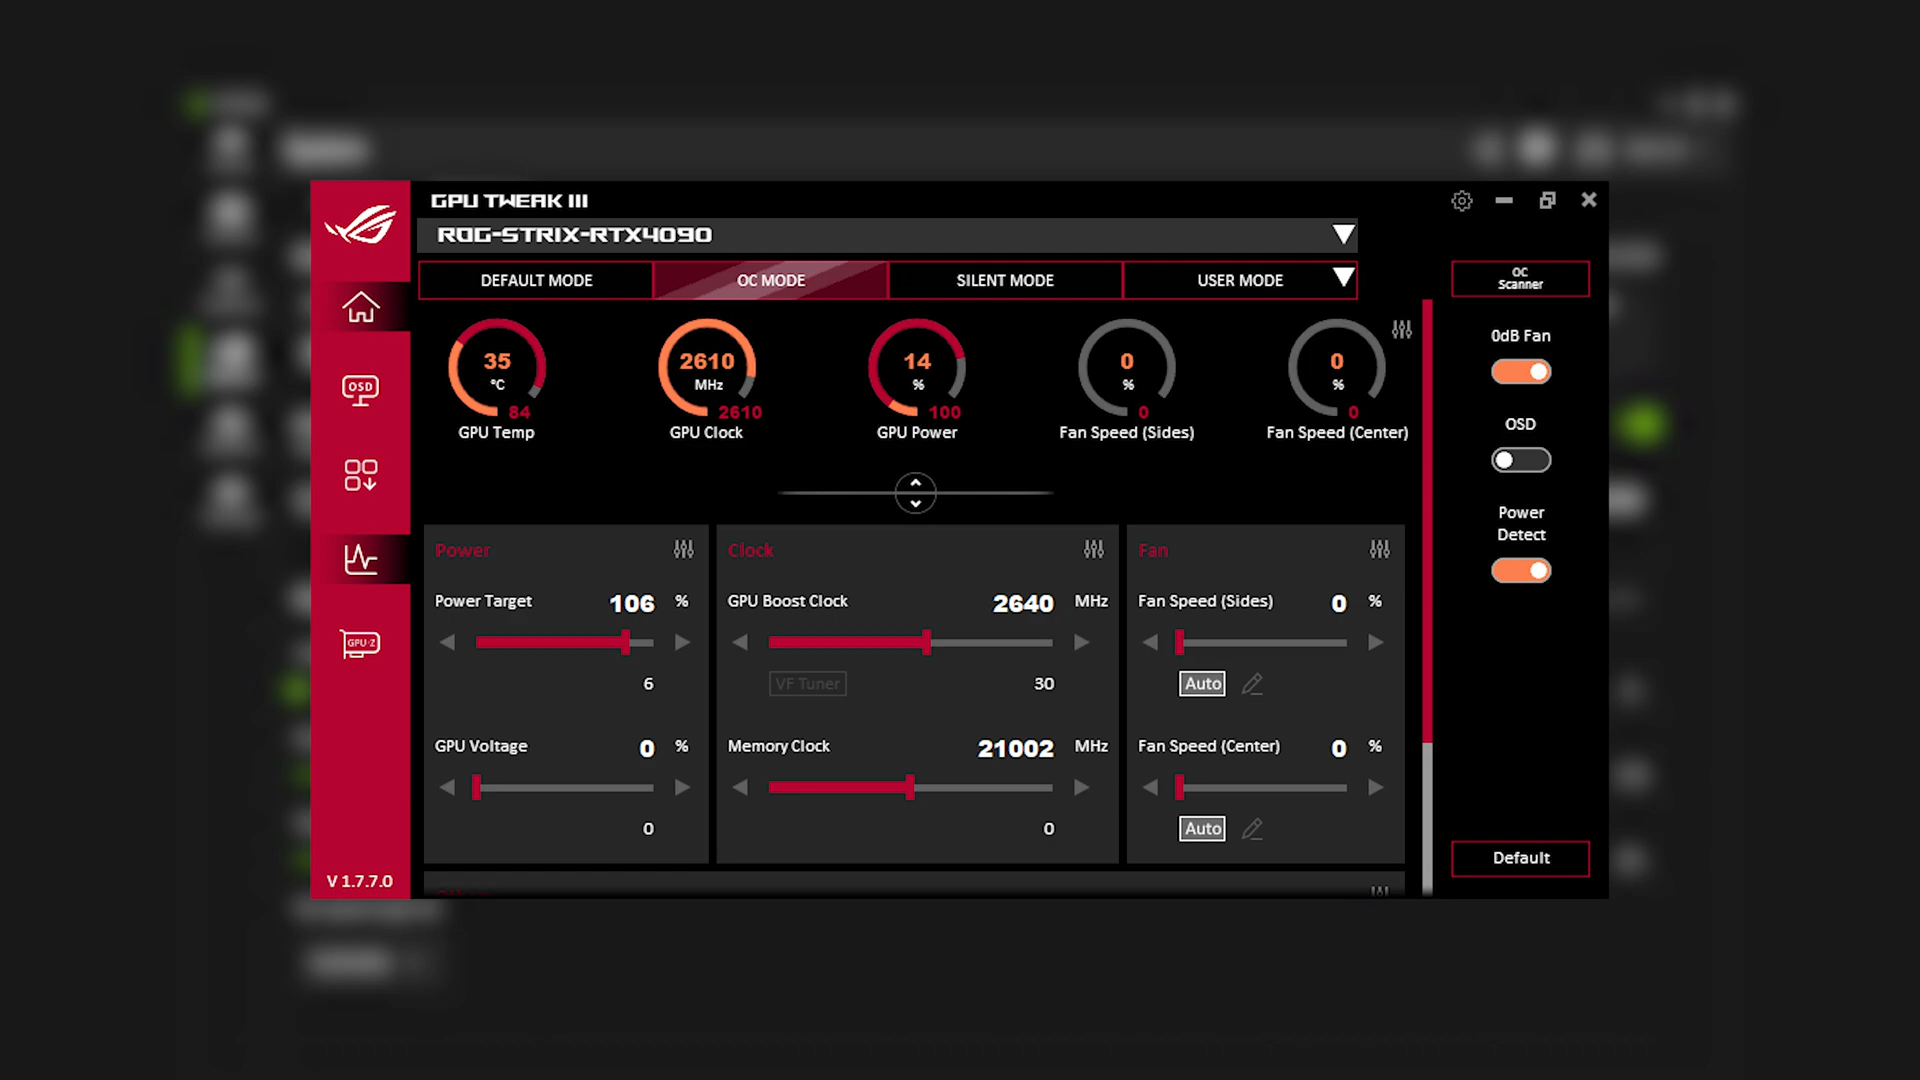 GPU TWEAK III
ROG-STRIX-RTX4090
DEFAULT MODE
OC MODE
SILENT MODE
USER MODE
OC
Scanner
35
°C
84
GPU Temp
2610
MHz
2610
GPU Clock
14
%
100
GPU Power
0
%
0
Fan Speed (Sides)
0
%
0
Fan Speed (Center)
0dB Fan
OSD
Power
Detect
Default
OSD
GPU-Z
V 1.7.7.0
Power
Power Target 106 %
6
GPU Voltage 0 %
0
Clock
GPU Boost Clock 2640 MHz
VF Tuner 30
Memory Clock 21002 MHz
0
Fan
Fan Speed (Sides) 0 %
Auto
Fan Speed (Center) 0 %
Auto